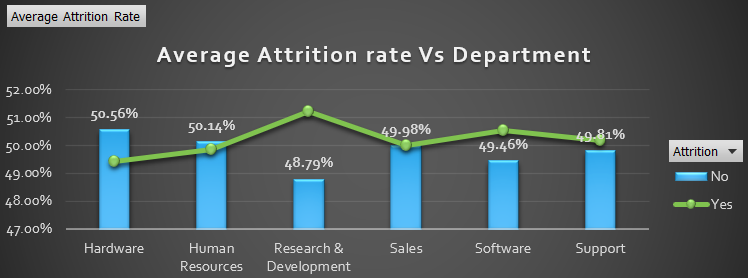 Average Attrition Rate
Average Attrition rate Vs Department
52.00%
51.00%
50.00%
49.00%
48.00%
47.00%
50.56%
50.14%
48.79%
49.98%
49.46%
49.81%
Hardware
Human
Resources
Research &
Development
Sales
Software
Support
Attrition
No
Yes